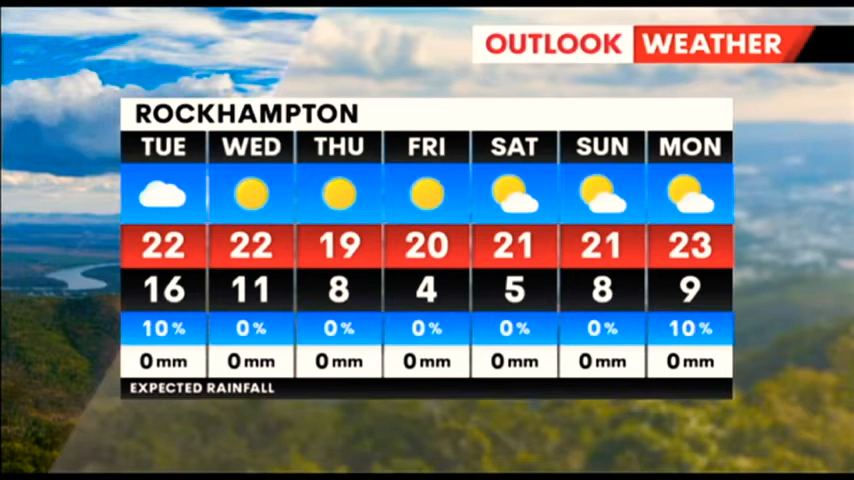 OUTLOOK WEATHER
ROCKHAMPTON
TUE WED THU FRI SAT SUN MON
22 22 19 20 21 21 23
16 11 8 4 5 8 9
10% 0% 0% 0% 0% 0% 10%
0mm 0mm 0mm 0mm 0mm 0mm 0mm
EXPECTED RAINFALL